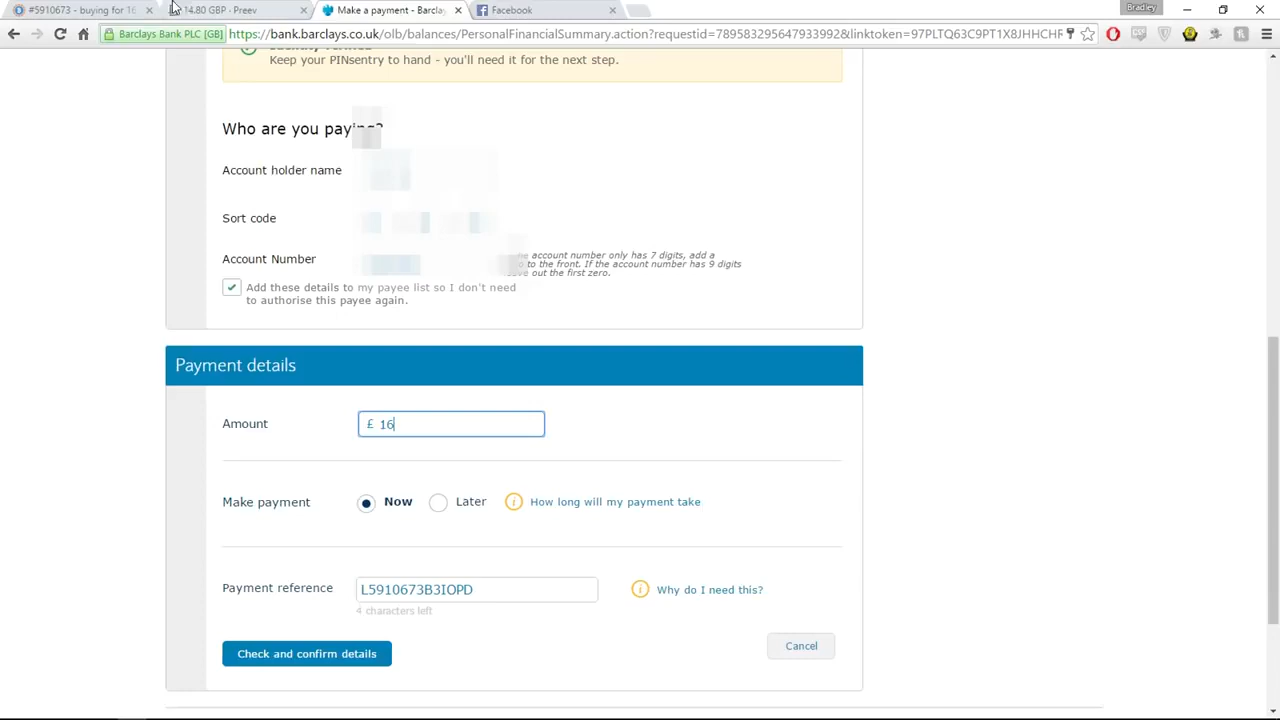 #5910673 - buying for 16
14.80 GBP · Preev
Make a payment - Barcla
Facebook
Bradley
Barclays Bank PLC [GB]
https://bank.barclays.co.uk/olb/balances/PersonalFinancialSummary.action?requestid=789583295647933992&linktoken=97PLTQ63C9PT1X8JHHCHF
Keep your PINsentry to hand - you'll need it for the next step.
Who are you paying?
Account holder name
Sort code
Account Number
account number only has 7 digits, add a
to the front. If the account number has 9 digits
out the first zero.
Add these details to my payee list so I don't need
to authorise this payee again.
Payment details
Amount
£ 16
Make payment
Now
Later
How long will my payment take
Payment reference
L5910673B3IOPD
Why do I need this?
4 characters left
Check and confirm details
Cancel